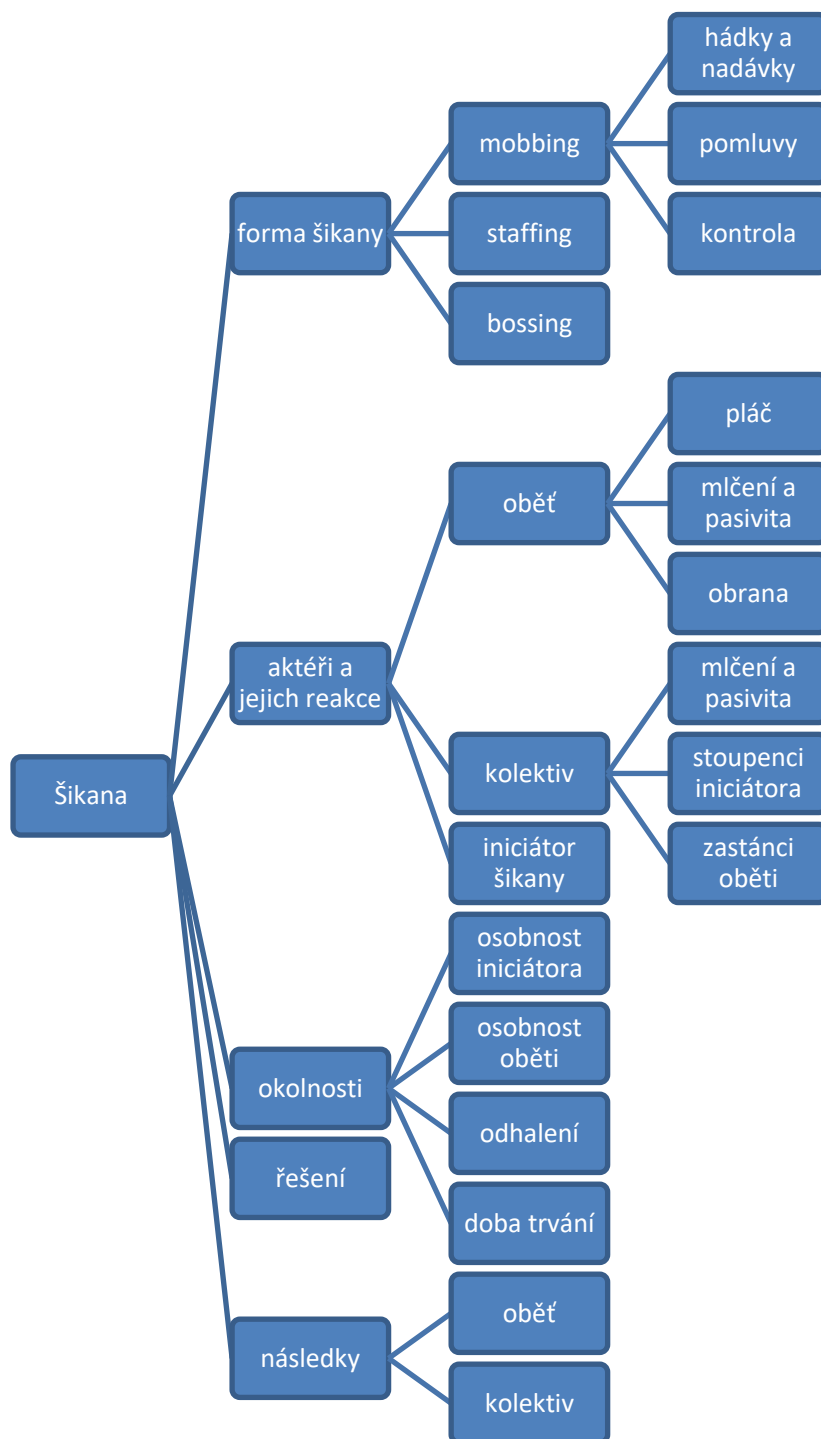 Šikana
forma šikany
mobbing
hádky a
nadávky
pomluvy
kontrola
staffing
bossing
aktéři a
jejich reakce
oběť
pláč
mlčení a
pasivita
obrana
kolektiv
mlčení a
pasivita
stoupenci
iniciátora
zastánci
oběti
iniciátor
šikany
okolnosti
osobnost
iniciátora
osobnost
oběti
odhalení
doba trvání
řešení
následky
oběť
kolektiv